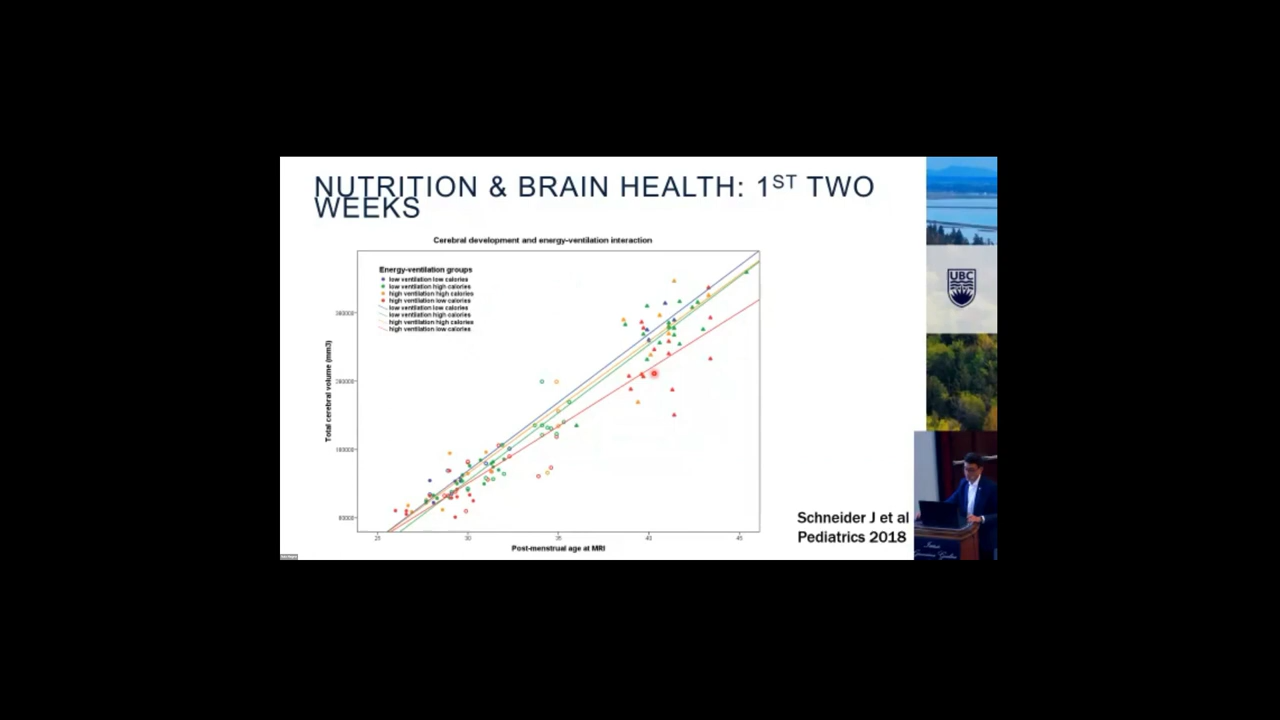 NUTRITION & BRAIN HEALTH: 1ST TWO
WEEKS
Cerebral development and energy-ventilation interaction
Energy-ventilation groups
low ventilation low calories
low ventilation high calories
high ventilation high calories
high ventilation low calories
low ventilation low calories
low ventilation high calories
high ventilation high calories
high ventilation low calories
Total cerebral volume (mm3)
25
30
35
40
45
Post-menstrual age at MRI
UBC
Schneider J et al
Pediatrics 2018